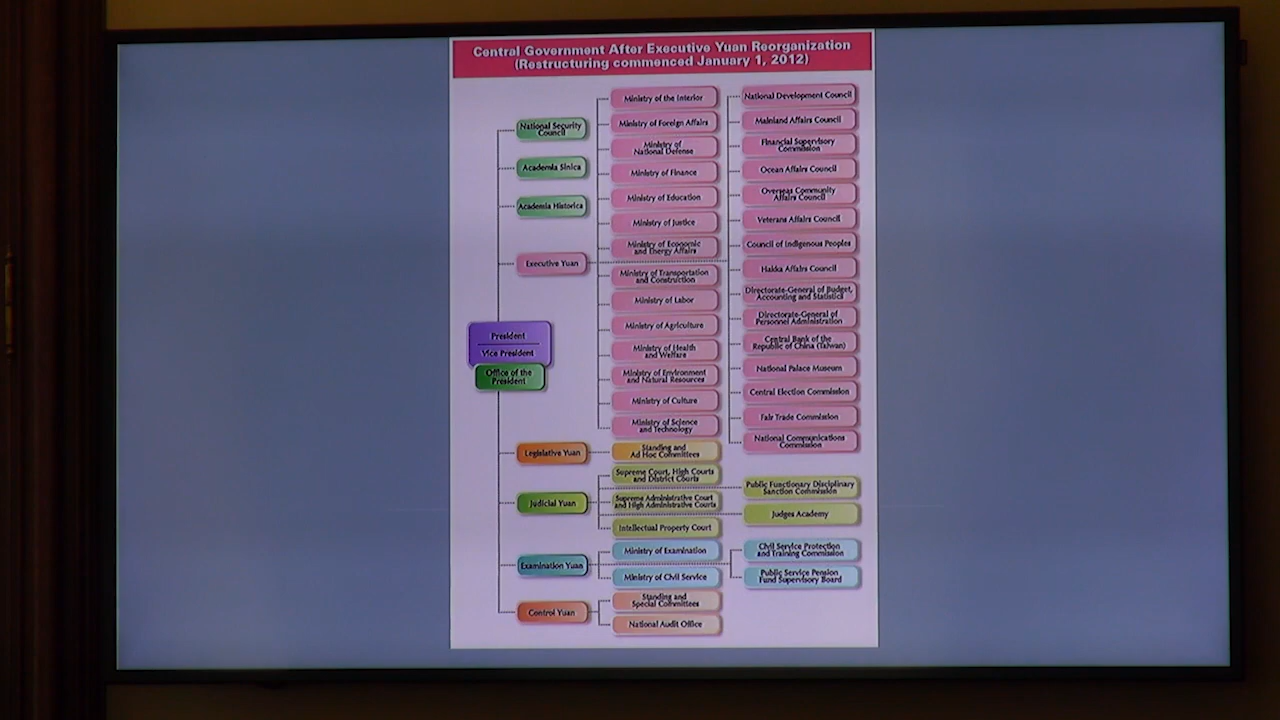 Central Government After Executive Yuan Reorganization
(Restructuring commenced January 1, 2012)
National Security
Council
Academia Sinica
Academia Historica
Executive Yuan
President
Vice President
Office of the
President
Legislative Yuan
Judicial Yuan
Examination Yuan
Control Yuan
Ministry of the Interior
Ministry of Foreign Affairs
Ministry of
National Defense
Ministry of Finance
Ministry of Education
Ministry of Justice
Ministry of Economic
and Energy Affairs
Ministry of Transportation
and Construction
Ministry of Labor
Ministry of Agriculture
Ministry of Health
and Welfare
Ministry of Environment
and Natural Resources
Ministry of Culture
Ministry of Science
and Technology
Standing and
Ad Hoc Committees
Supreme Court, High Courts
and District Courts
Supreme Administrative Court
and High Administrative Courts
Intellectual Property Court
Ministry of Examination
Ministry of Civil Service
Standing and
Special Committees
National Audit Office
National Development Council
Mainland Affairs Council
Financial Supervisory
Commission
Ocean Affairs Council
Overseas Community
Affairs Council
Veterans Affairs Council
Council of Indigenous Peoples
Hakka Affairs Council
Directorate-General of Budget,
Accounting and Statistics
Directorate-General of
Personnel Administration
Central Bank of the
Republic of China (Taiwan)
National Palace Museum
Central Election Commission
Fair Trade Commission
National Communications
Commission
Public Functionary Disciplinary
Sanction Commission
Judges Academy
Civil Service Protection
and Training Commission
Public Service Pension
Fund Supervisory Board